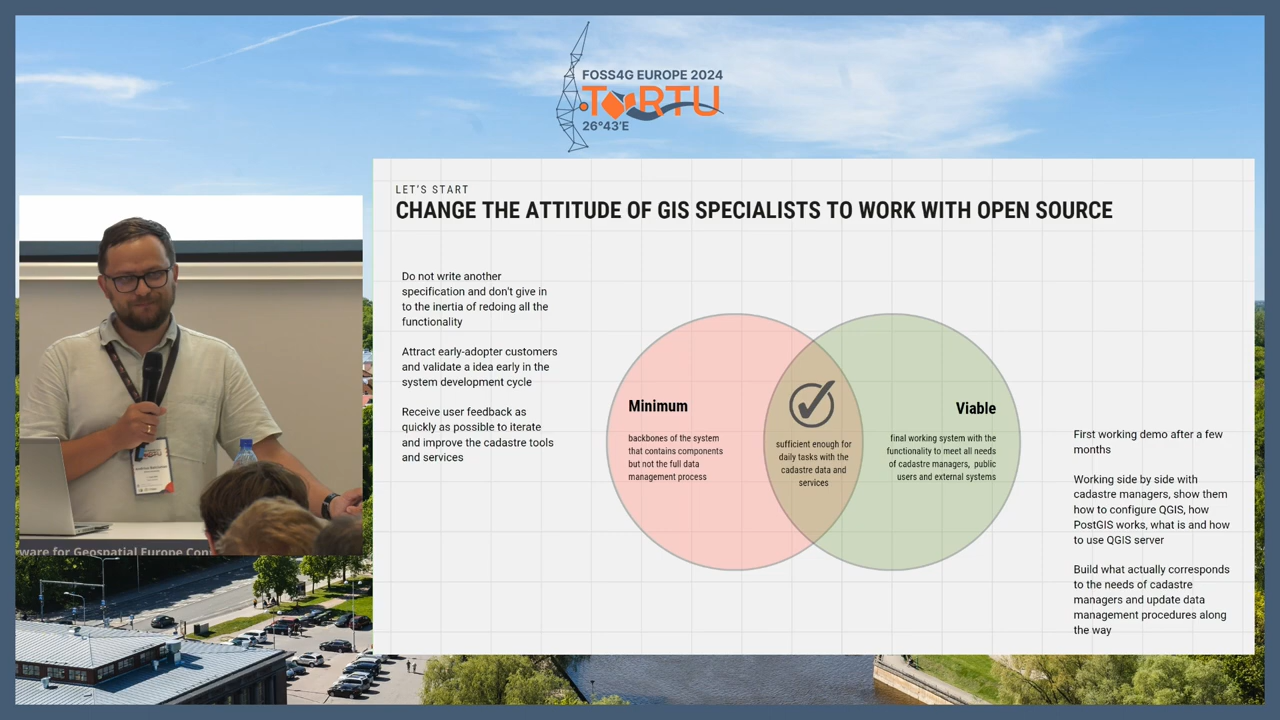 FOSS4G EUROPE 2024
TARTU
26°43'E
LET'S START
CHANGE THE ATTITUDE OF GIS SPECIALISTS TO WORK WITH OPEN SOURCE
Do not write another
specification and don't give in
to the inertia of redoing all the
functionality
Attract early-adopter customers
and validate a idea early in the
system development cycle
Receive user feedback as
quickly as possible to iterate
and improve the cadastre tools
and services
Minimum
backbones of the system
that contains components
but not the full data
management process
sufficient enough for
daily tasks with the
cadastre data and
services
Viable
final working system with the
functionality to meet all needs
of cadastre managers, public
users and external systems
First working demo after a few
months
Working side by side with
cadastre managers, show them
how to configure QGIS, how
PostGIS works, what is and how
to use QGIS server
Build what actually corresponds
to the needs of cadastre
managers and update data
management procedures along
the way
ware for Geospatial Europe Con